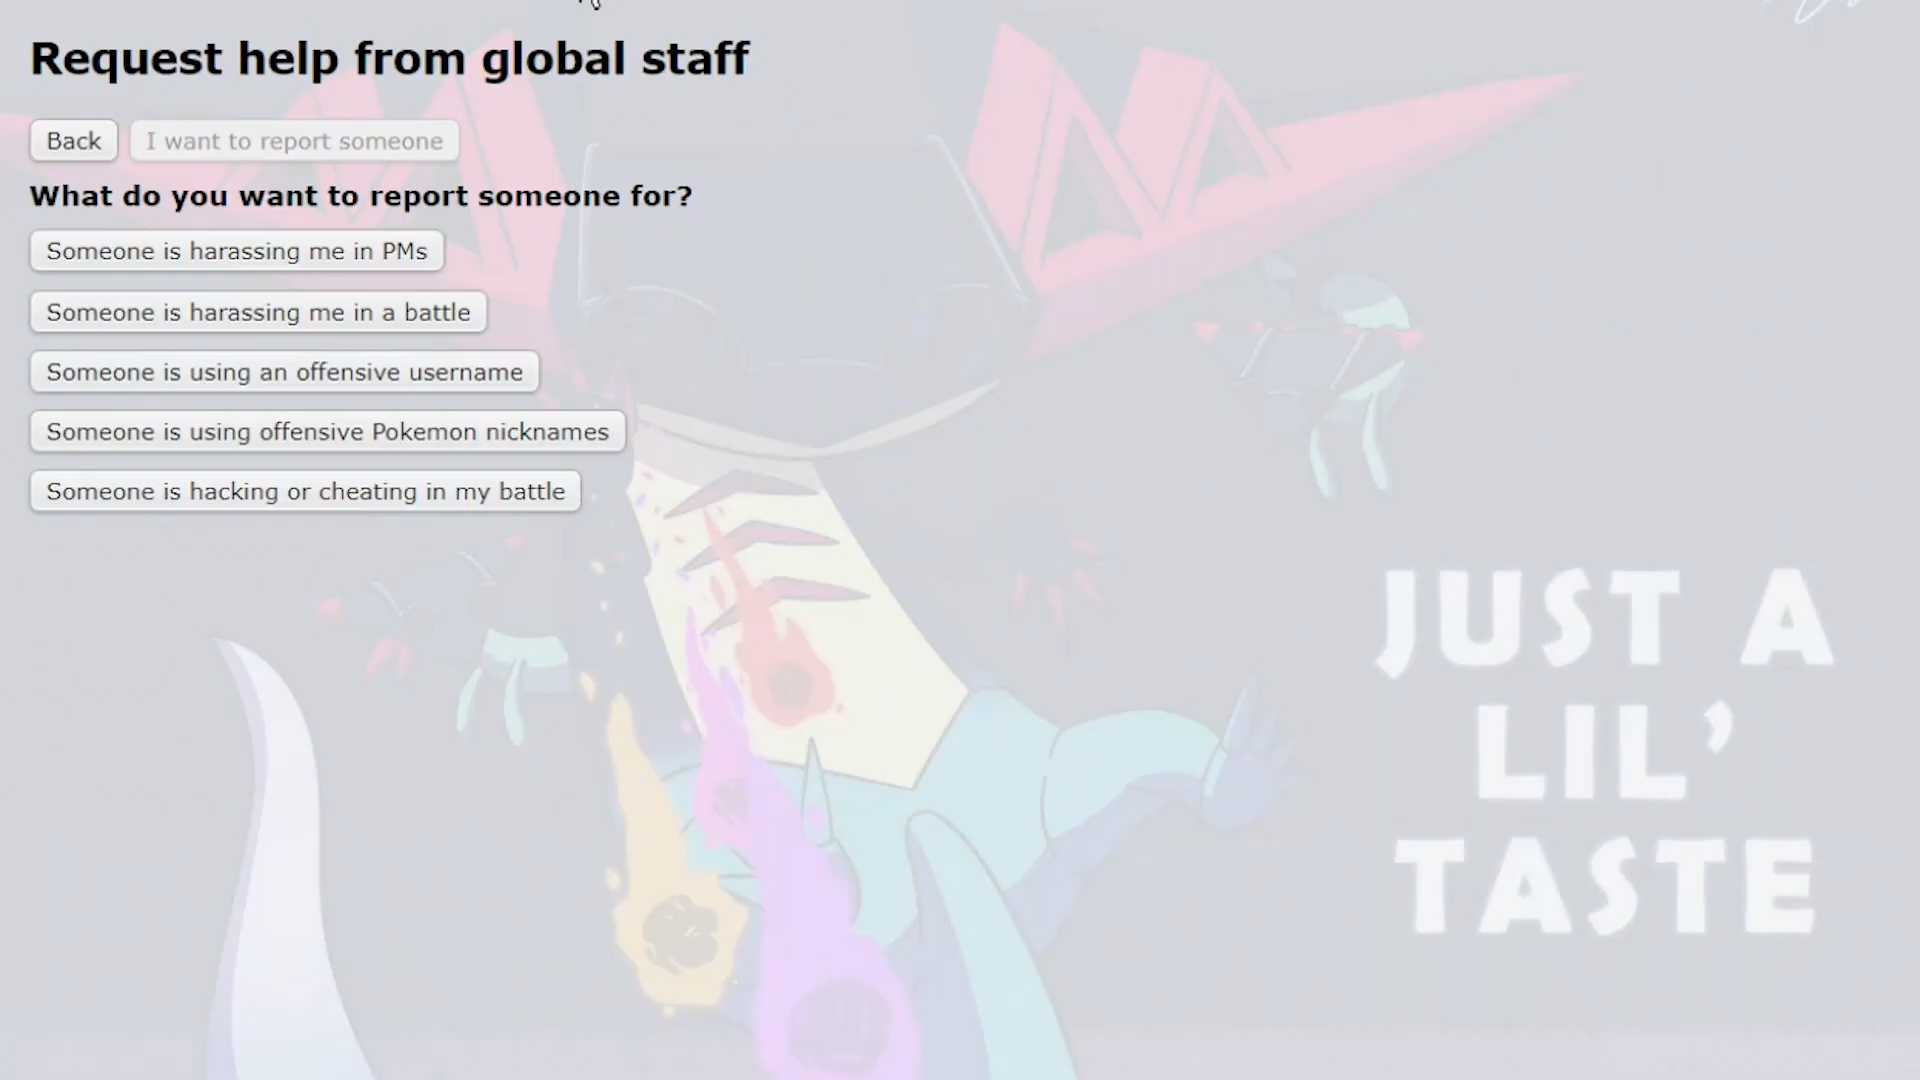 Request help from global staff
Back
I want to report someone
What do you want to report someone for?
Someone is harassing me in PMs
Someone is harassing me in a battle
Someone is using an offensive username
Someone is using offensive Pokemon nicknames
Someone is hacking or cheating in my battle
JUST A
LIL’
TASTE